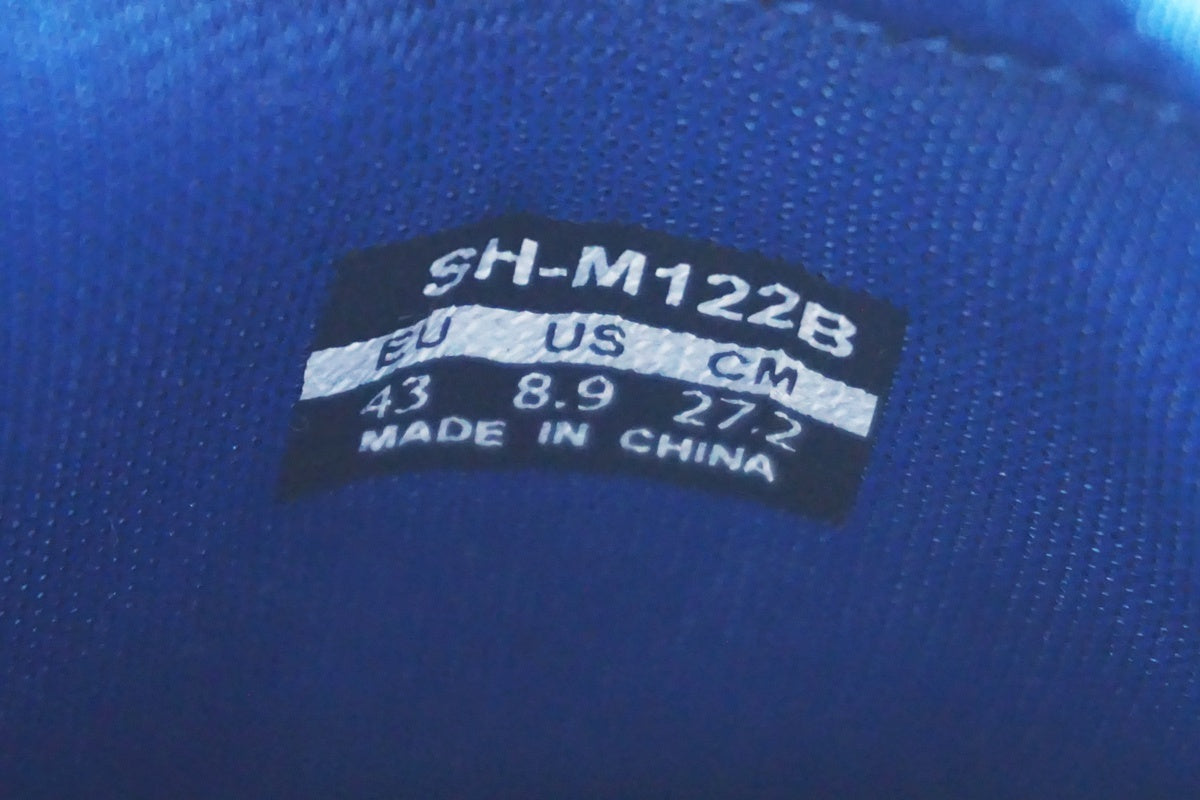 SH-M122B
EU US CM
43 8.9 27.2
MADE IN CHINA